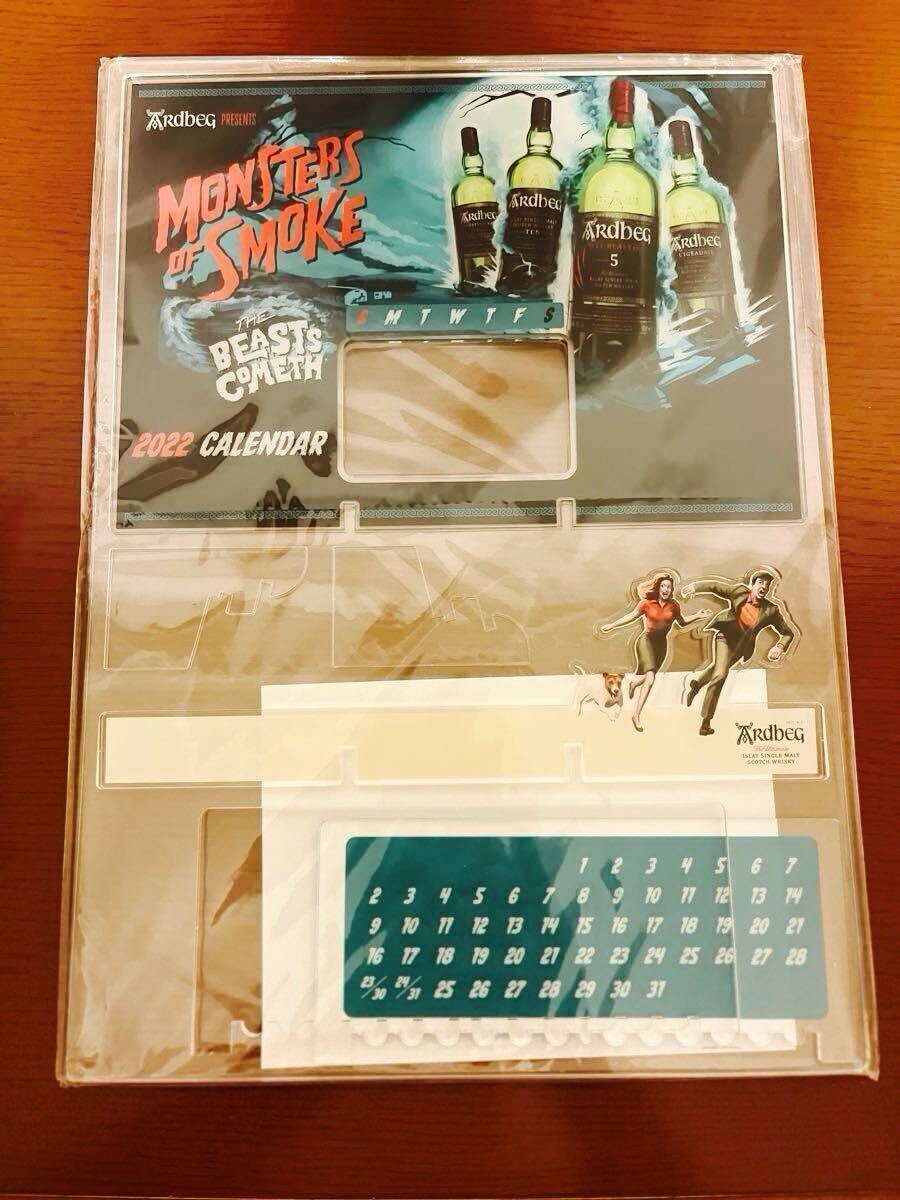 ARDBEG PRESENTS
MONSTERS
OF SMOKE
THE
BEASTS
COMETH
2022 CALENDAR
S M T W T F S
ARDBEG
ARDBEG
TEN
ARDBEG
5
ARDBEG
UIGEADAIL
ARDBEG
The Ultimate
ISLAY SINGLE MALT
SCOTCH WHISKY
1 2 3 4 5 6 7
2 3 4 5 6 7 8 9 10 11 12 13 14
9 10 11 12 13 14 15 16 17 18 19 20 21
16 17 18 19 20 21 22 23 24 25 26 27 28
23/30 24/31 25 26 27 28 29 30 31